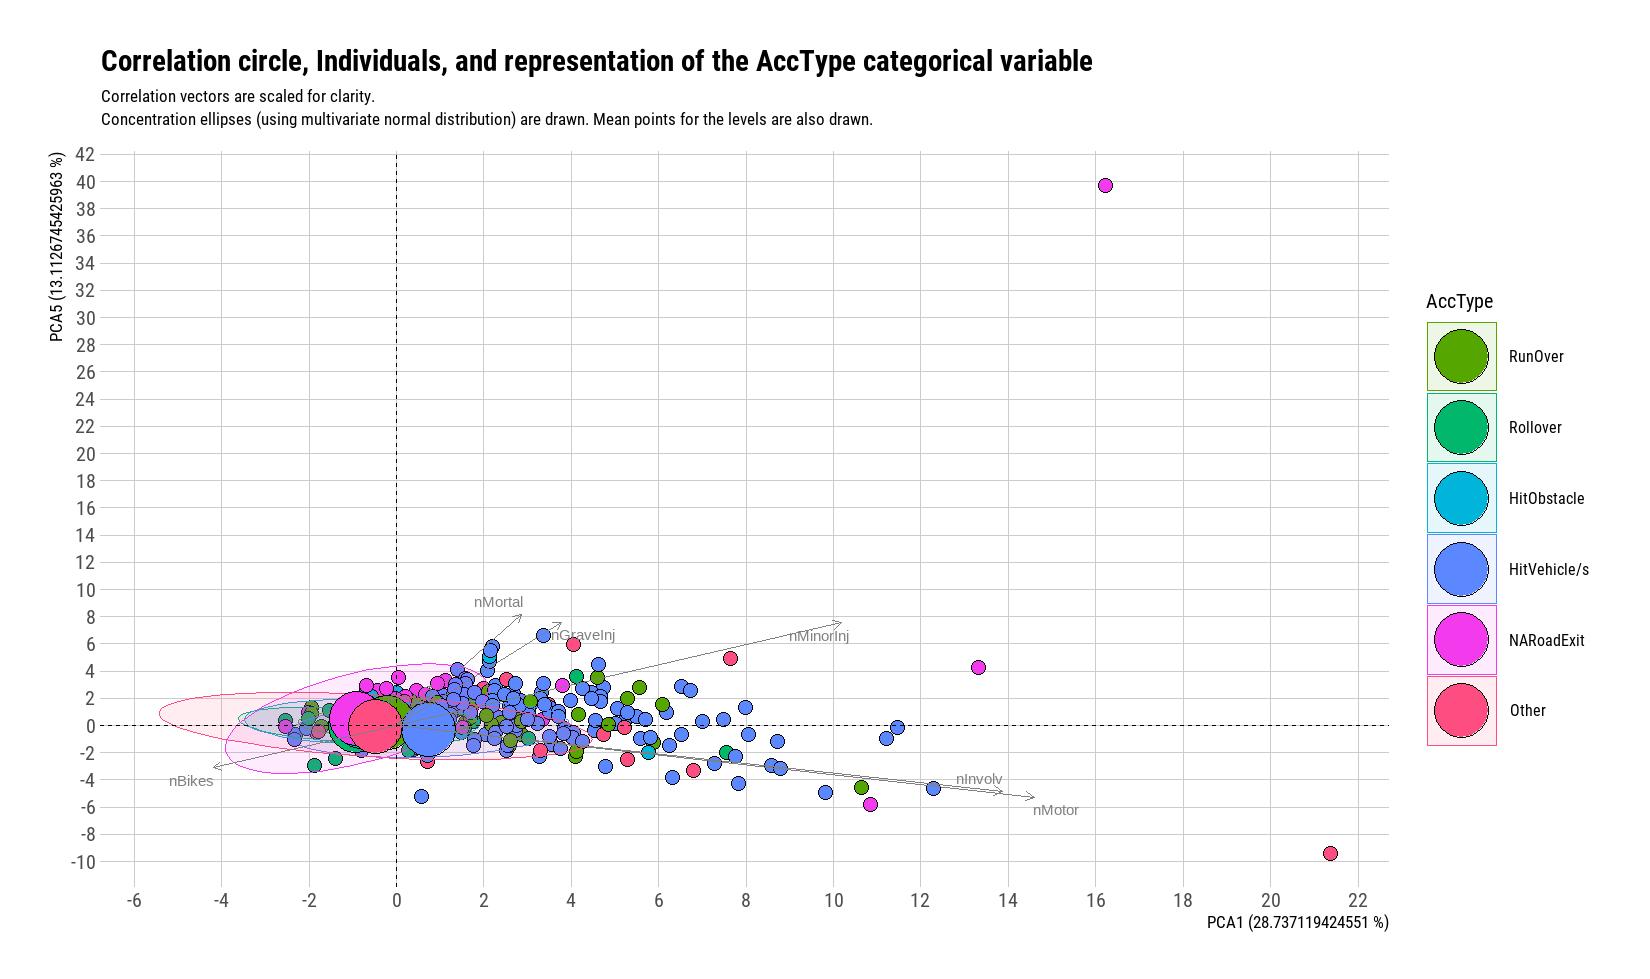 Correlation circle, Individuals, and representation of the AccType categorical variable
Correlation vectors are scaled for clarity.
Concentration ellipses (using multivariate normal distribution) are drawn. Mean points for the levels are also drawn.
PCA5 (13.1126745425963 %)
42
40
38
36
34
32
30
28
26
24
22
20
18
16
14
12
10
8
6
4
2
0
-2
-4
-6
-8
-10
nMortal
nGraveInj
nMinorInj
nBikes
nInvolv
nMotor
-6
-4
-2
0
2
4
6
8
10
12
14
16
18
20
22
PCA1 (28.737119424551 %)
AccType
RunOver
Rollover
HitObstacle
HitVehicle/s
NARoadExit
Other